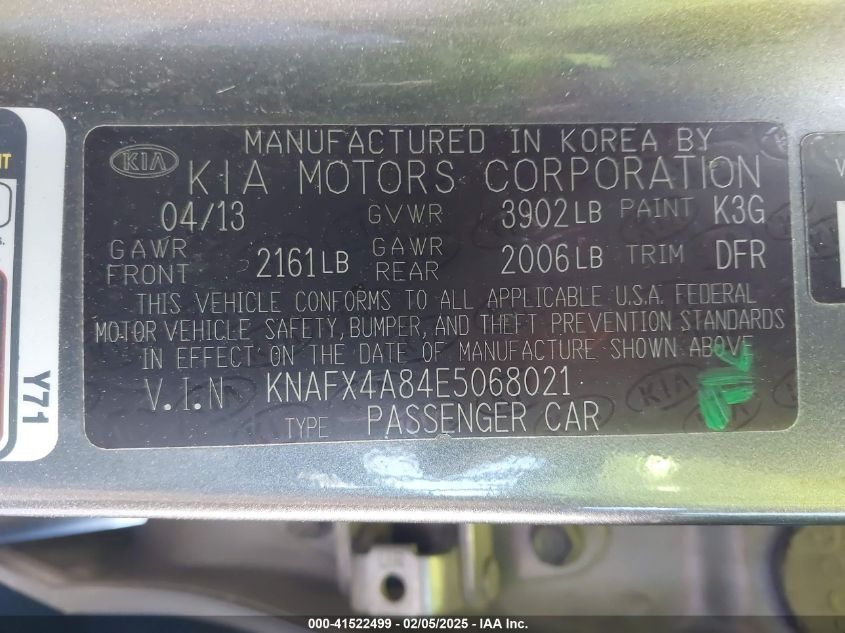 MANUFACTURED IN KOREA BY
KIA KIA MOTORS CORPORATION
04/13 GVWR 3902LB PAINT K3G
GAWR FRONT 2161LB GAWR REAR 2006LB TRIM DFR
THIS VEHICLE CONFORMS TO ALL APPLICABLE U.S.A. FEDERAL
MOTOR VEHICLE SAFETY, BUMPER, AND THEFT PREVENTION STANDARDS
IN EFFECT ON THE DATE OF MANUFACTURE SHOWN ABOVE
V.I.N KNAFX4A84E5068021
TYPE PASSENGER CAR
Y71
000-41522499 - 02/05/2025 - IAA Inc.